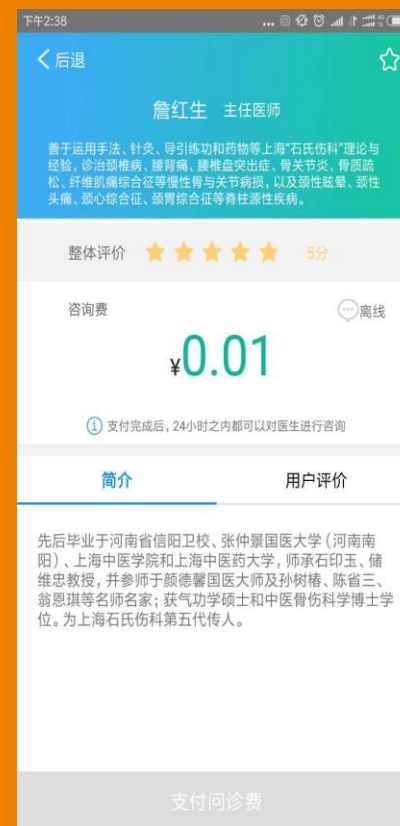 下午2:38
后退
詹红生 主任医师
善于运用手法、针灸、导引练功和药物等上海“石氏伤科”理论与
经验，诊治颈椎病、腰背痛、腰椎盘突出症、骨关节炎、骨质疏
松、纤维肌痛综合征等慢性骨与关节病损，以及颈性眩晕、颈性
头痛、颈心综合征、颈胃综合征等脊柱源性疾病。
整体评价 5分
咨询费 离线
¥0.01
支付完成后，24小时之内都可以对医生进行咨询
简介 用户评价
先后毕业于河南省信阳卫校、张仲景国医大学（河南南
阳）、上海中医学院和上海中医药大学，师承石印玉、储
维忠教授，并参师于颜德馨国医大师及孙树椿、陈省三、
翁恩琪等名师名家；获气功学硕士和中医骨伤科学博士学
位。为上海石氏伤科第五代传人。
支付问诊费